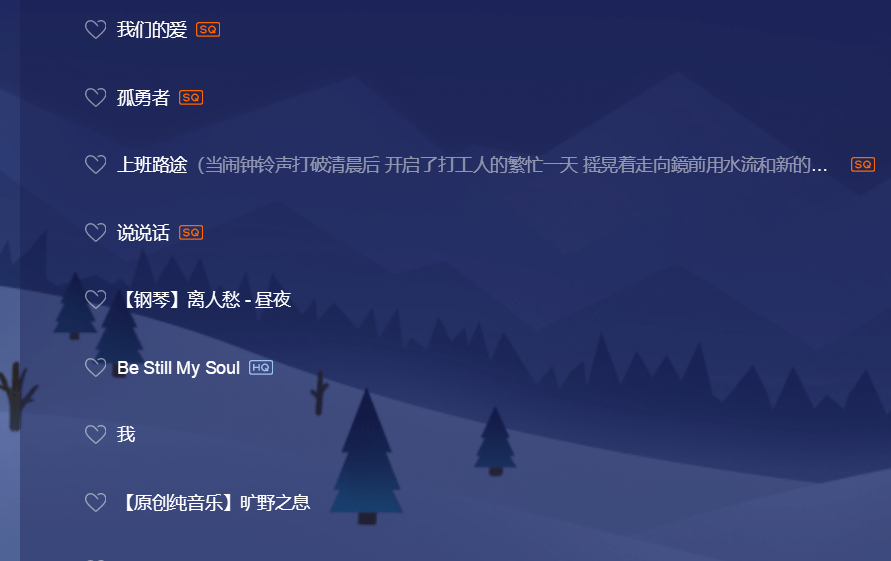 我们的爱 SQ
孤勇者 SQ
上班路途（当闹钟铃声打破清晨后 开启了打工人的繁忙一天 摇晃着走向鏡前用水流和新的... SQ
说说话 SQ
【钢琴】离人愁 - 昼夜
Be Still My Soul HQ
我
【原创纯音乐】旷野之息